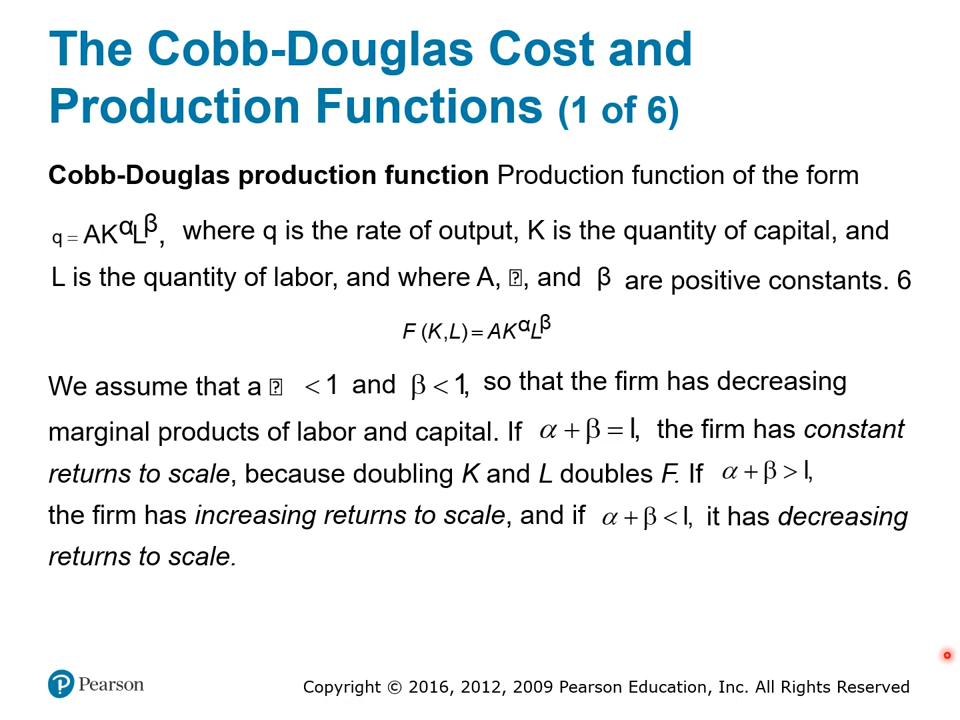 The Cobb-Douglas Cost and
Production Functions (1 of 6)
Cobb-Douglas production function Production function of the form
q = AKᵅLᵝ, where q is the rate of output, K is the quantity of capital, and
L is the quantity of labor, and where A, ⍰, and β are positive constants. 6
F (K,L) = AKᵅLᵝ
We assume that a ⍰ < 1 and β < 1, so that the firm has decreasing
marginal products of labor and capital. If α + β = l, the firm has constant
returns to scale, because doubling K and L doubles F. If α + β > l,
the firm has increasing returns to scale, and if α + β < l, it has decreasing
returns to scale.
Pearson
Copyright © 2016, 2012, 2009 Pearson Education, Inc. All Rights Reserved